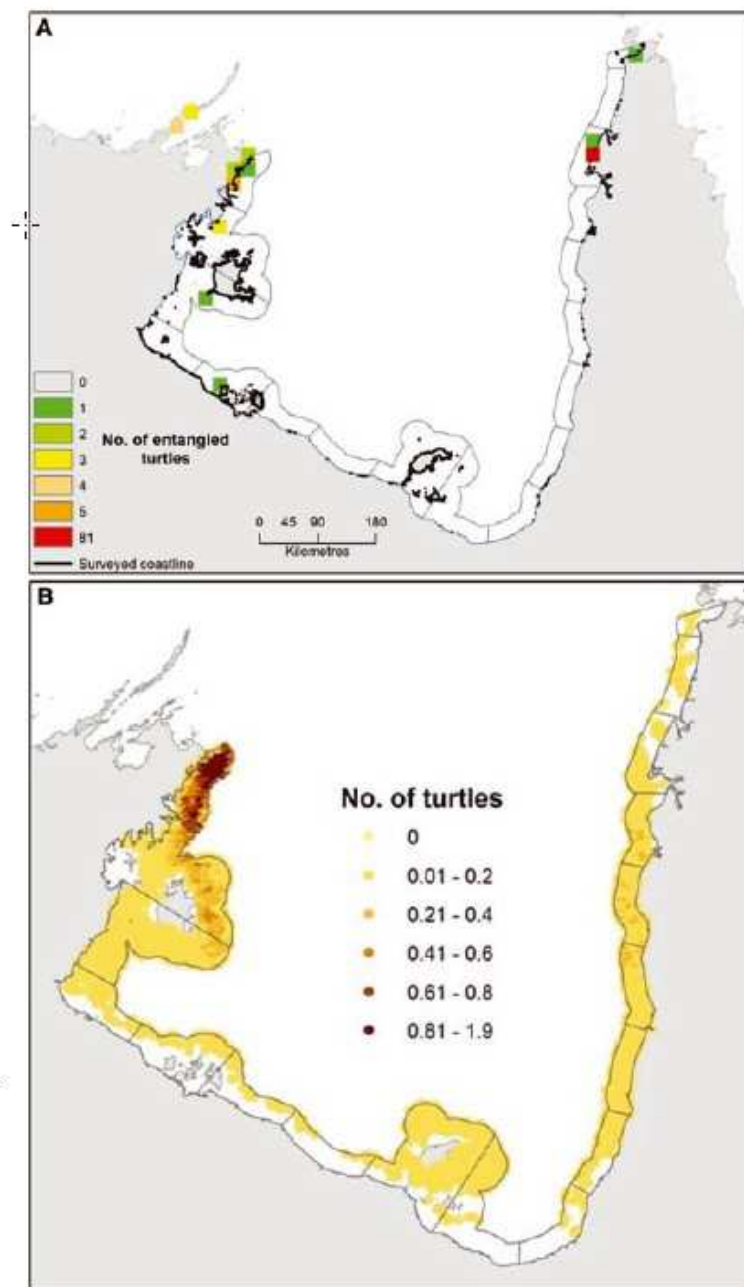 A
0
1
2
3
4
5
81
No. of entangled
turtles
Surveyed coastline
0 45 90 180
Kilometres
B
No. of turtles
0
0.01 - 0.2
0.21 - 0.4
0.41 - 0.6
0.61 - 0.8
0.81 - 1.9